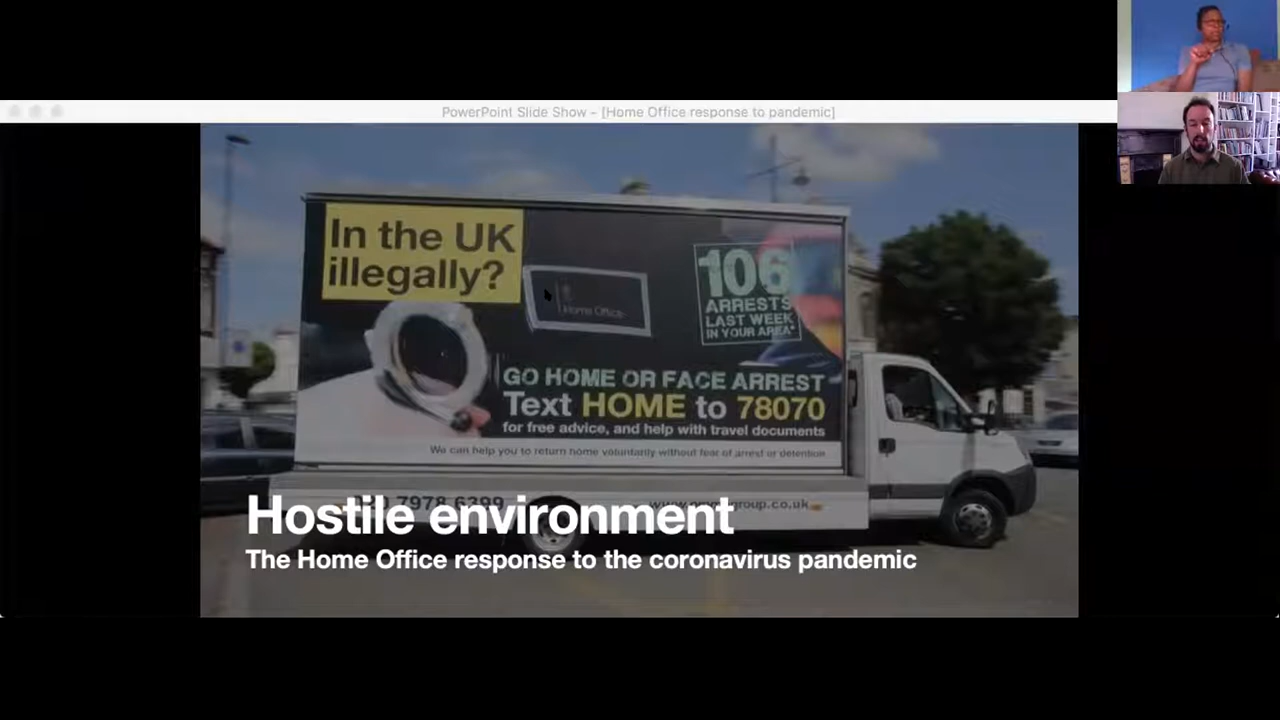 PowerPoint Slide Show - [Home Office response to pandemic]
In the UK
illegally?
Home Office
106
ARRESTS
LAST WEEK
IN YOUR AREA*
GO HOME OR FACE ARREST
Text HOME to 78070
for free advice, and help with travel documents
We can help you to return home voluntarily without fear of arrest or detention
7978 6399
Hostile environment
The Home Office response to the coronavirus pandemic